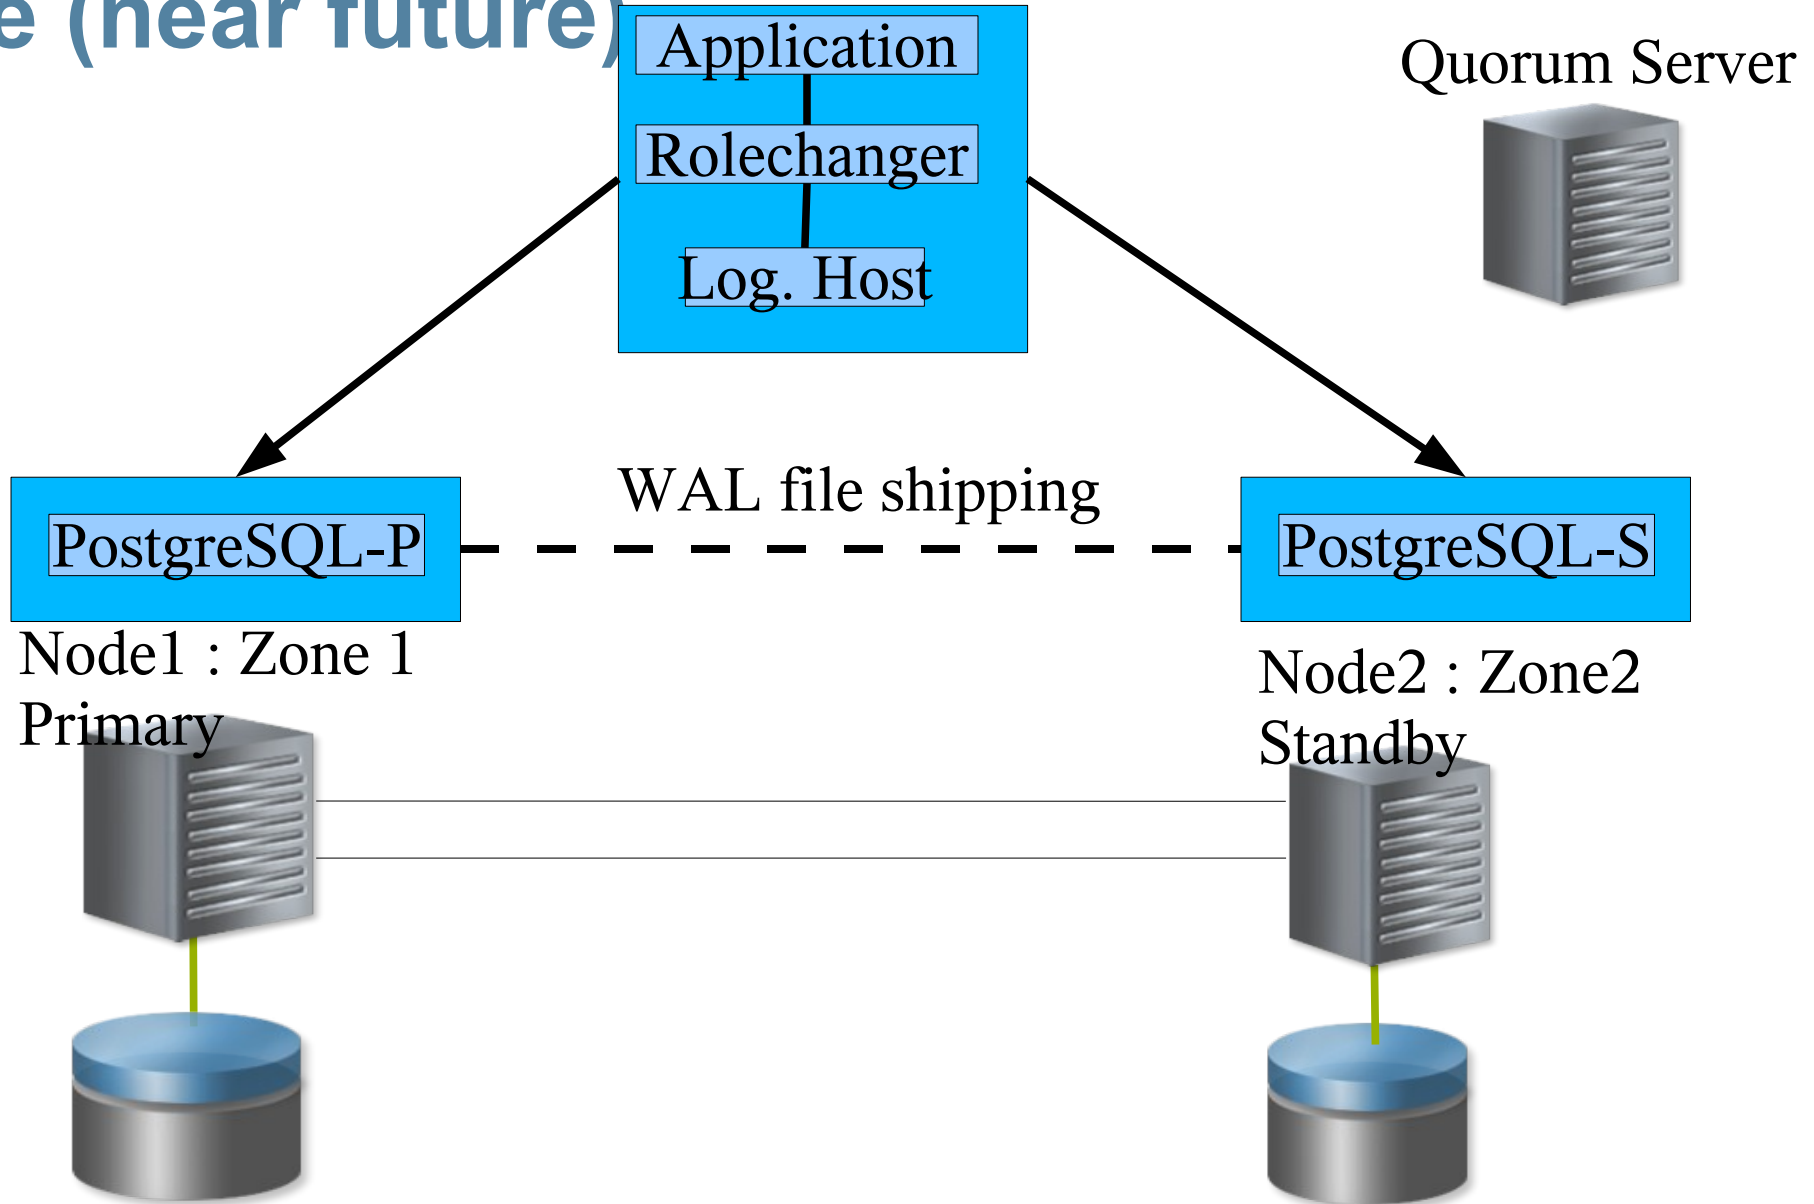 e (near future)
Application
Quorum Server
Rolechanger
Log. Host
WAL file shipping
PostgreSQL-P
PostgreSQL-S
Node1 : Zone 1
Primary
Node2 : Zone2
Standby